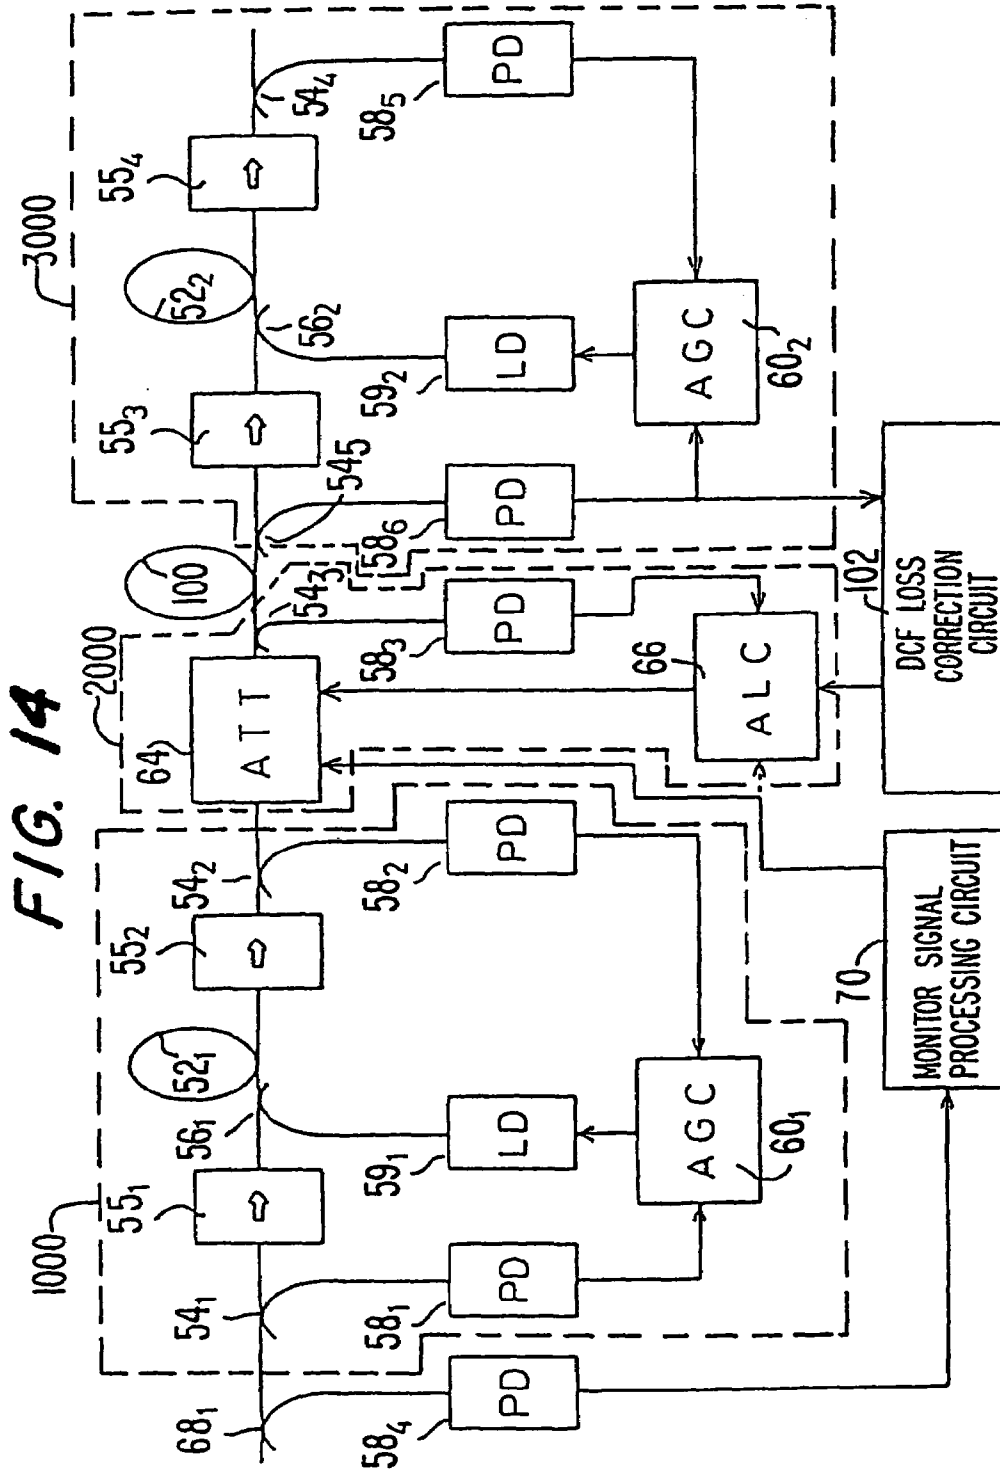 FIG. 14
1000
2000
3000
68₁
54₁
55₁
56₁
52₁
55₂
54₂
64
ATT
54₃
100
54₅
55₃
56₂
52₂
55₄
54₄
58₄
PD
58₁
PD
59₁
LD
58₂
PD
58₃
PD
58₆
PD
59₂
LD
58₅
PD
AGC
60₁
66
ALC
AGC
60₂
70
MONITOR SIGNAL
PROCESSING CIRCUIT
102
DCF LOSS
CORRECTION
CIRCUIT